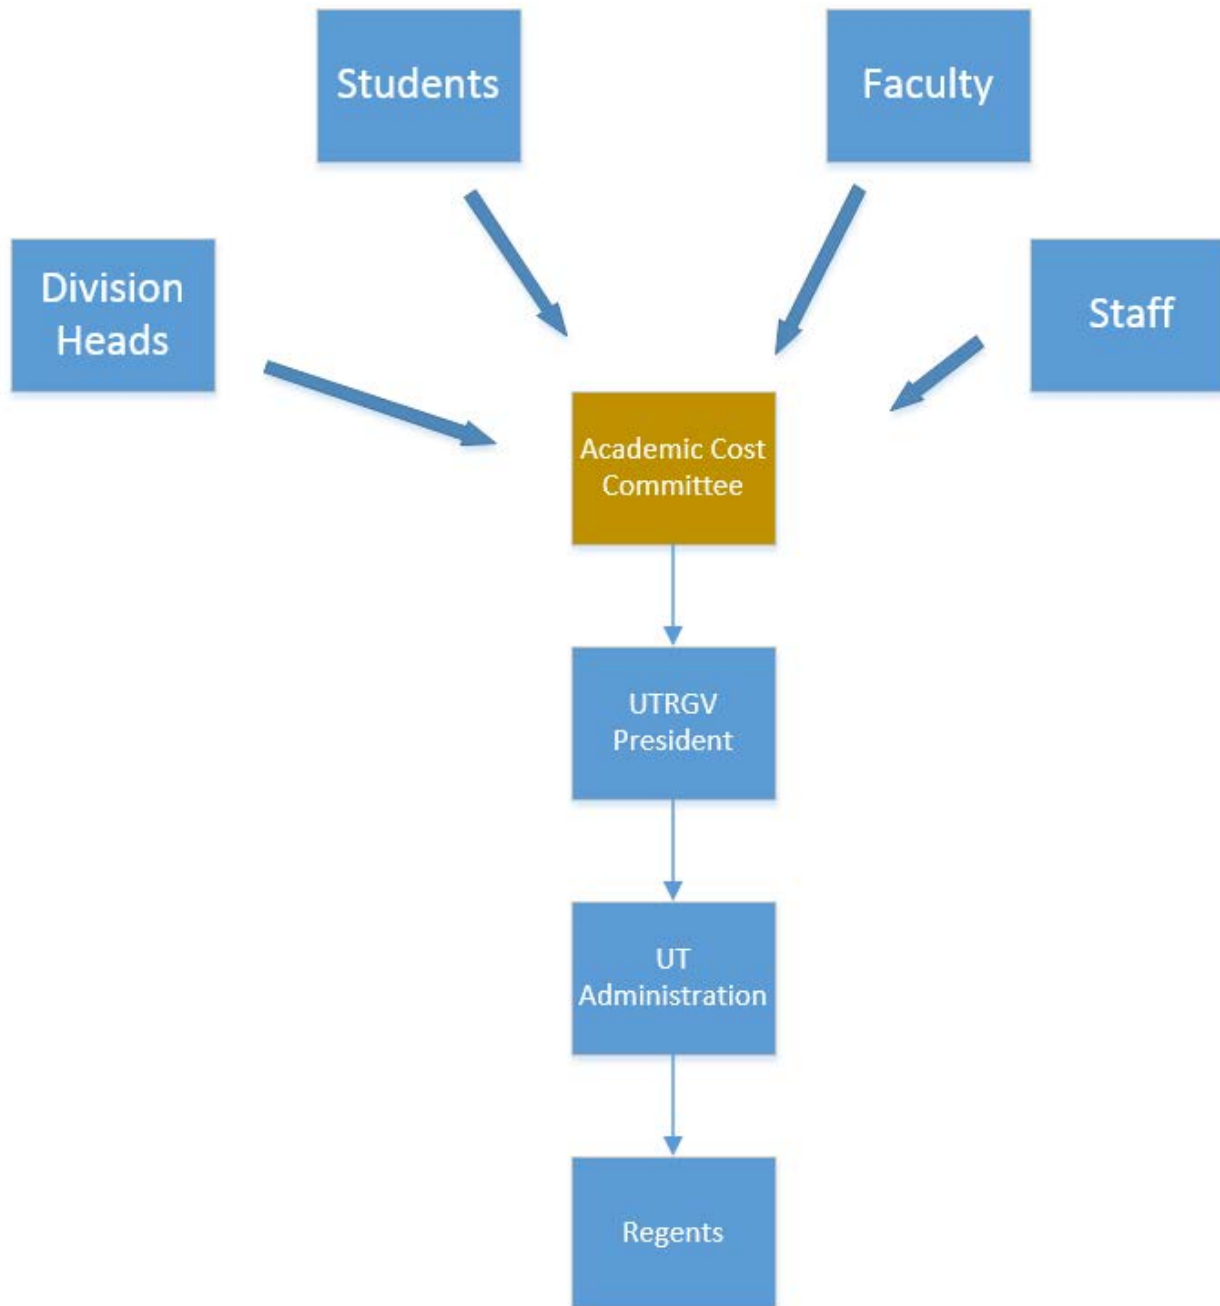 Students
Faculty
Division
Heads
Staff
Academic Cost
Committee
UTRGV
President
UT
Administration
Regents